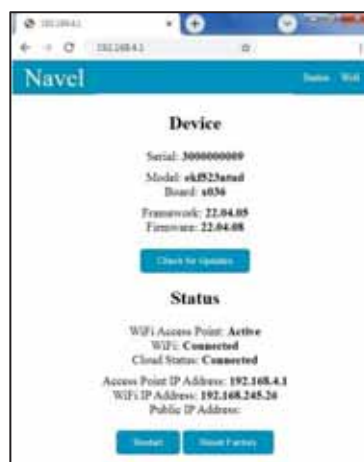 192.168.4.1
192.168.4.1
Navel
Status Wifi
Device
Serial: 3000000009
Board: s036
Framework: 22.04.05
Firmware: 22.04.08
Check for Updates
Status
WiFi Access Point: Active
WiFi: Connected
Cloud Status: Connected
Access Point IP Address: 192.168.4.1
WiFi IP Address: 192.168.245.26
Public IP Address:
Restart Reset Factory